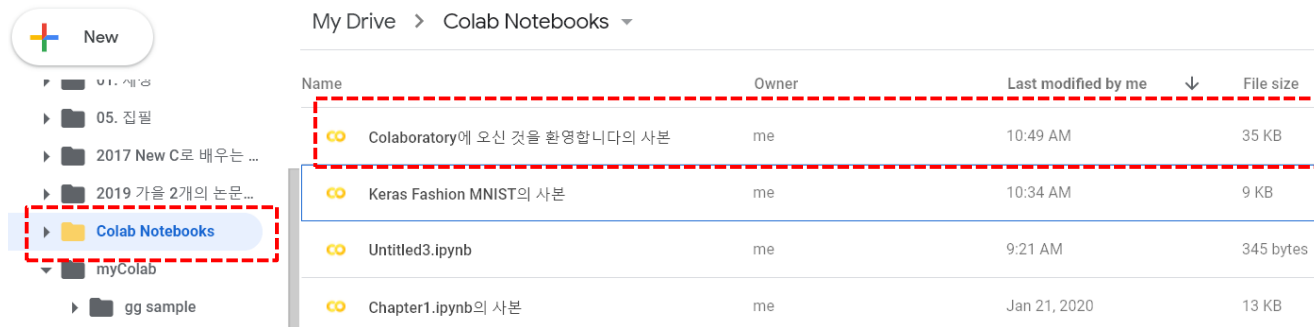 My Drive > Colab Notebooks
New
05. 집필
2017 New C로 배우는 ...
2019 가을 2개의 논문...
Colab Notebooks
myColab
gg sample
Name Owner Last modified by me File size
Colaboratory에 오신 것을 환영합니다의 사본 me 10:49 AM 35 KB
Keras Fashion MNIST의 사본 me 10:34 AM 9 KB
Untitled3.ipynb me 9:21 AM 345 bytes
Chapter1.ipynb의 사본 me Jan 21, 2020 13 KB